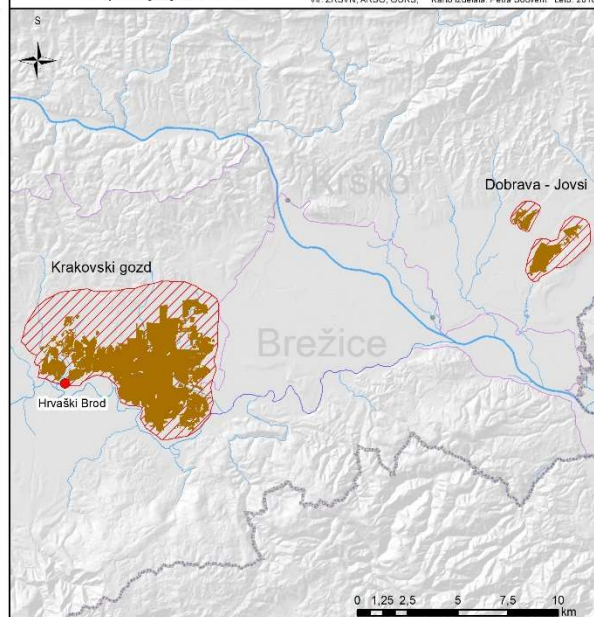 S
Krško
Dobrava - Jovsi
Krakovski gozd
Brežice
Hrvaški Brod
0 1,25 2,5 5 7,5 10
km